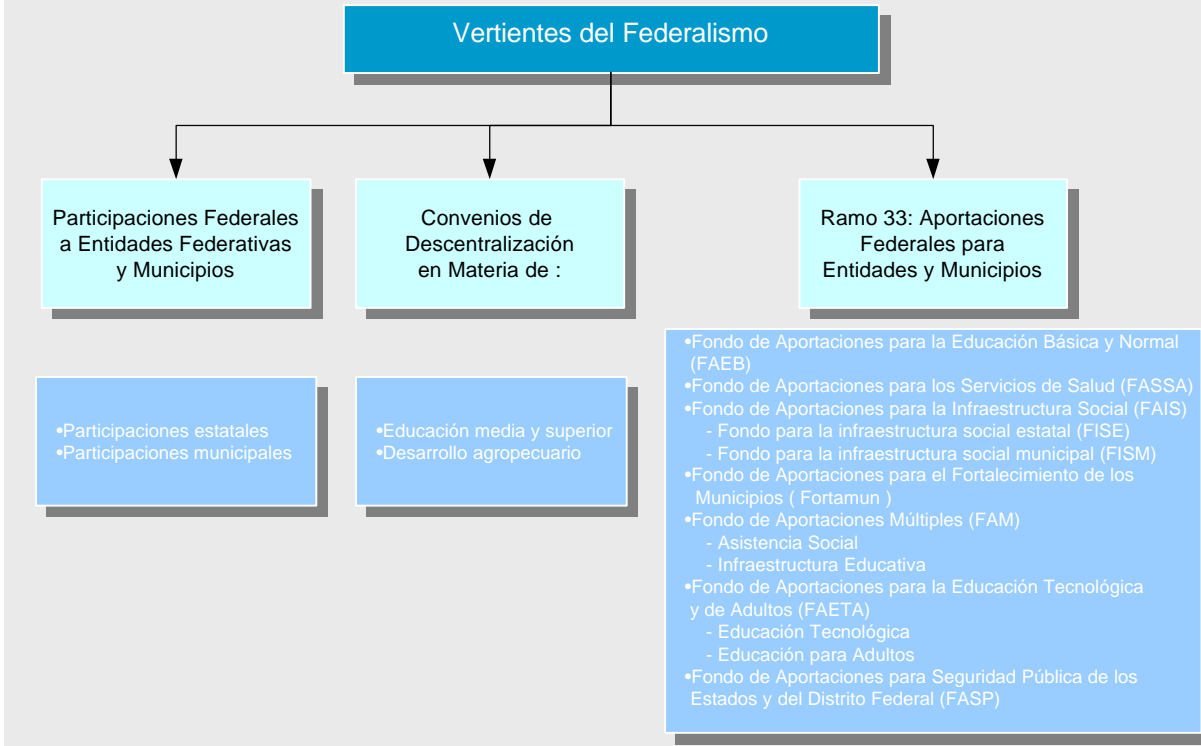 Vertientes del Federalismo
Participaciones Federales
a Entidades Federativas
y Municipios
Convenios de
Descentralización
en Materia de :
Ramo 33: Aportaciones
Federales para
Entidades y Municipios
•Participaciones estatales
•Participaciones municipales
•Educación media y superior
•Desarrollo agropecuario
•Fondo de Aportaciones para la Educación Básica y Normal
(FAEB)
•Fondo de Aportaciones para los Servicios de Salud (FASSA)
•Fondo de Aportaciones para la Infraestructura Social (FAIS)
- Fondo para la infraestructura social estatal (FISE)
- Fondo para la infraestructura social municipal (FISM)
•Fondo de Aportaciones para el Fortalecimiento de los
Municipios ( Fortamun )
•Fondo de Aportaciones Múltiples (FAM)
- Asistencia Social
- Infraestructura Educativa
•Fondo de Aportaciones para la Educación Tecnológica
y de Adultos (FAETA)
- Educación Tecnológica
- Educación para Adultos
•Fondo de Aportaciones para Seguridad Pública de los
Estados y del Distrito Federal (FASP)